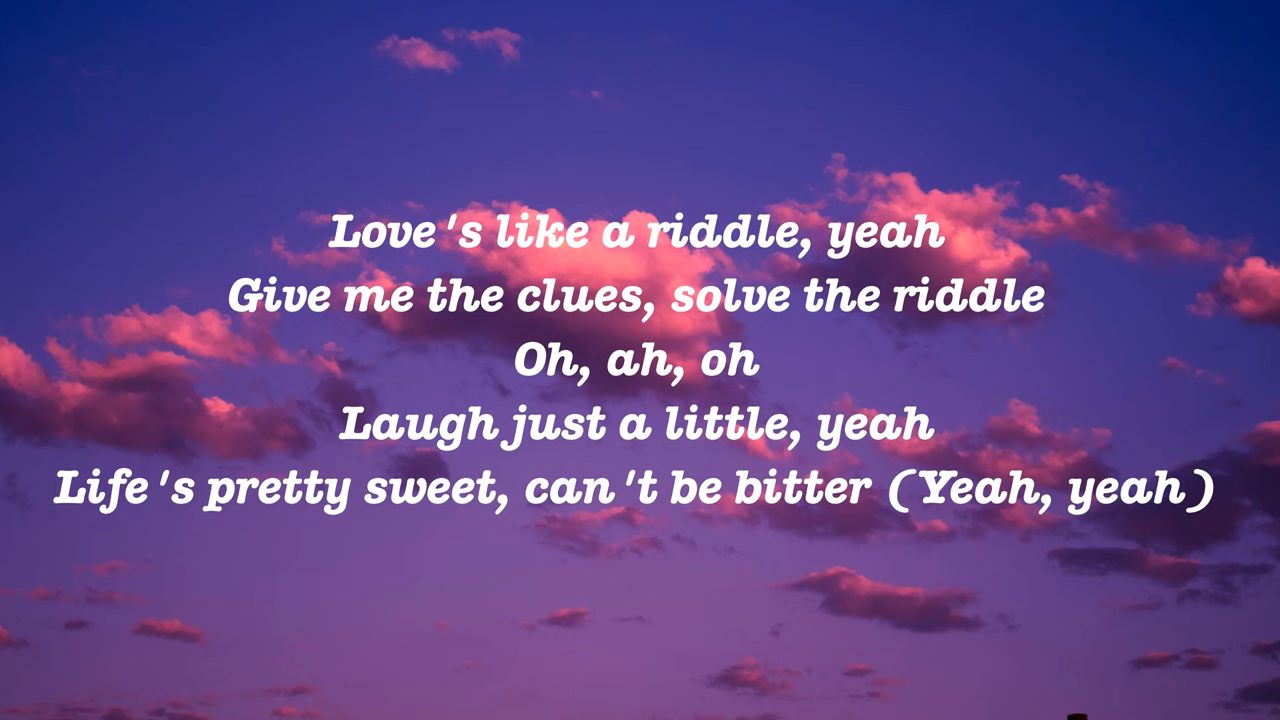 Love's like a riddle, yeah
Give me the clues, solve the riddle
Oh, ah, oh
Laugh just a little, yeah
Life's pretty sweet, can't be bitter (Yeah, yeah)